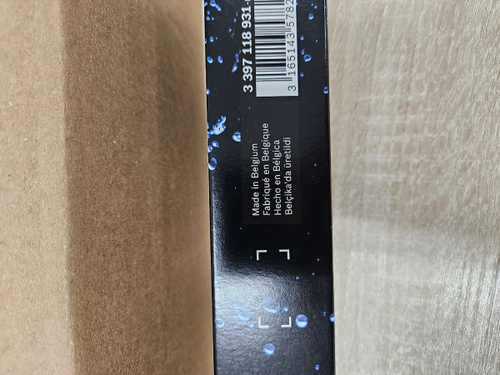 3 397 118 931-
3 165143 5782
Made in Belgium
Fabriqué en Belgique
Hecho en Bélgica
Belçika'da üretildi